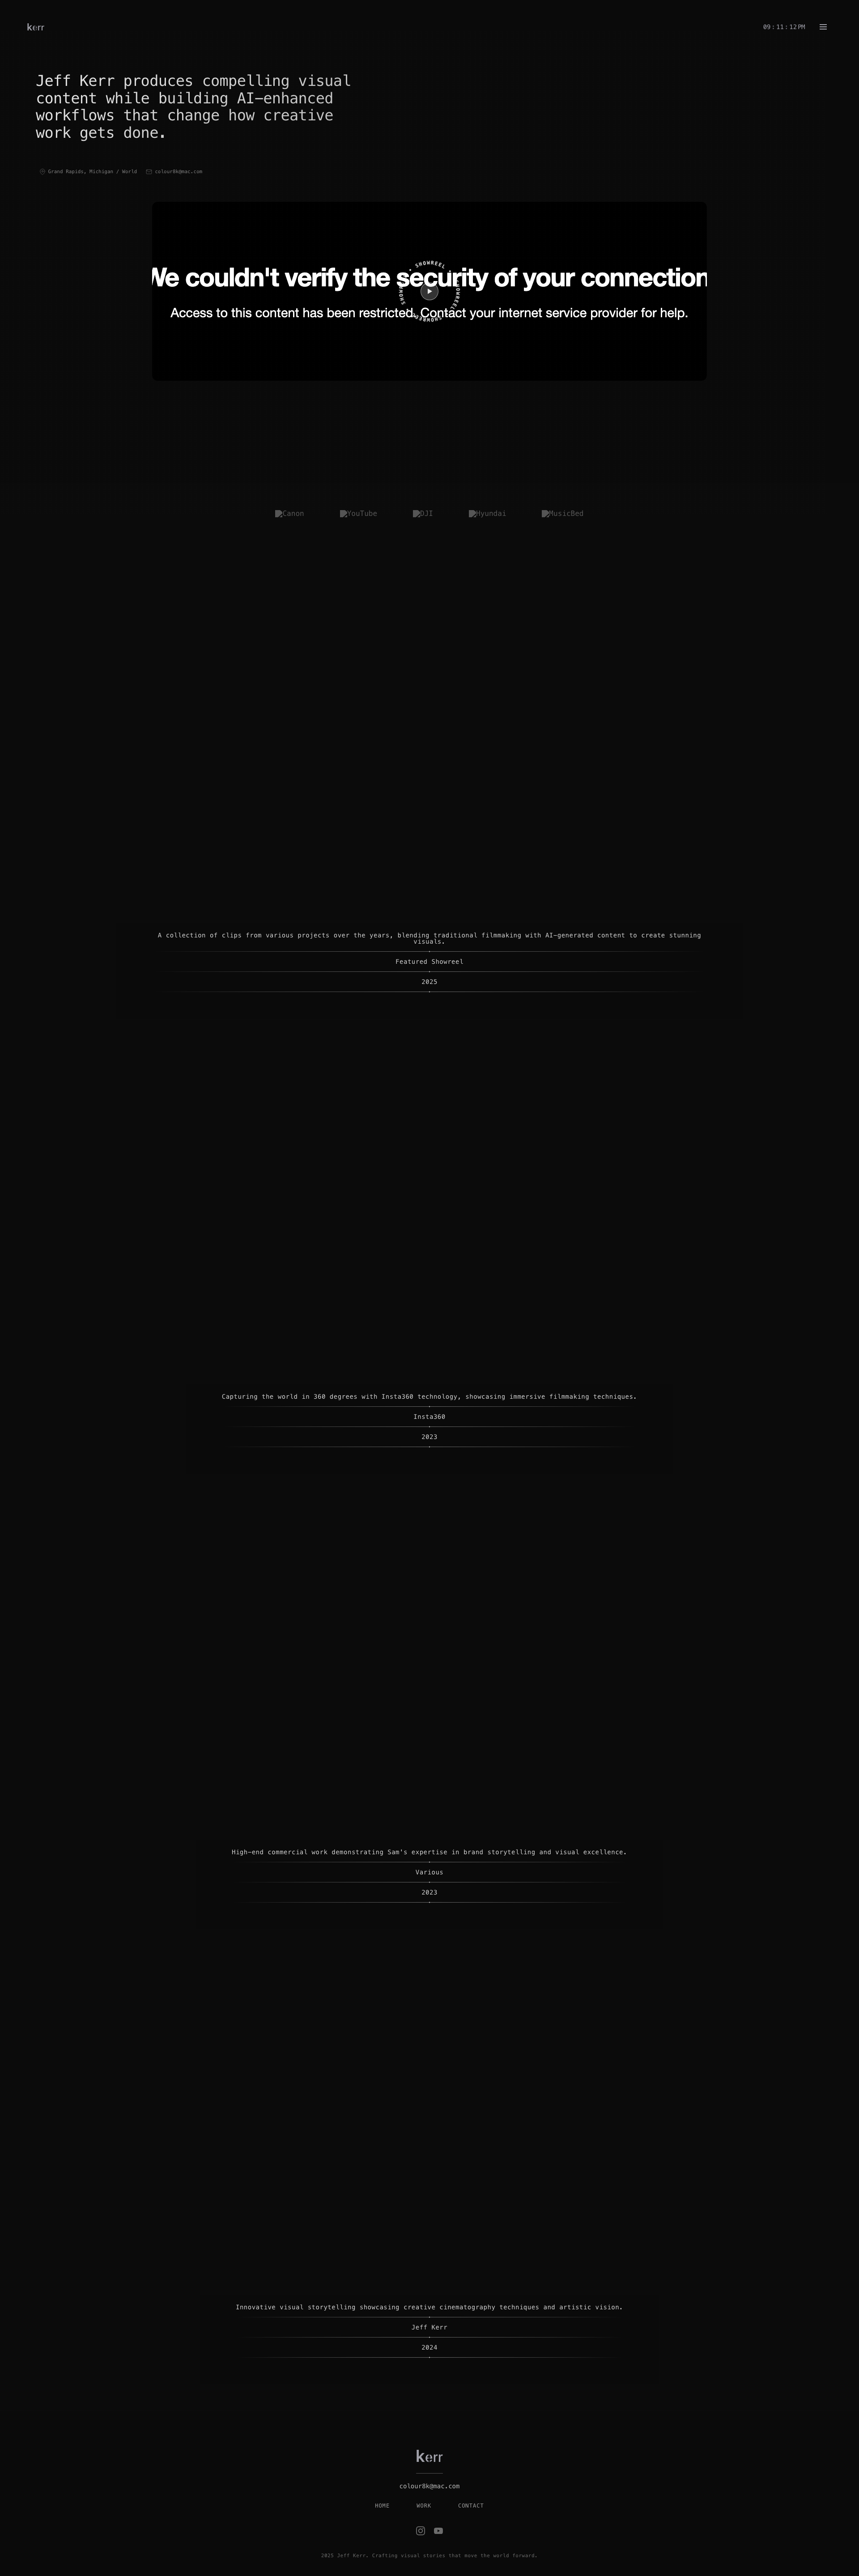 kerr
09:11:12PM
Jeff Kerr produces compelling visual
content while building AI-enhanced
workflows that change how creative
work gets done.
Grand Rapids, Michigan / World
colour8k@mac.com
We couldn't verify the security of your connection
Access to this content has been restricted. Contact your internet service provider for help.
SHOWREEL • SHOWREEL • SHOWREEL • SHOWREEL
Canon
YouTube
DJI
Hyundai
MusicBed
A collection of clips from various projects over the years, blending traditional filmmaking with AI-generated content to create stunning
visuals.
Featured Showreel
2025
Capturing the world in 360 degrees with Insta360 technology, showcasing immersive filmmaking techniques.
Insta360
2023
High-end commercial work demonstrating Sam's expertise in brand storytelling and visual excellence.
Various
2023
Innovative visual storytelling showcasing creative cinematography techniques and artistic vision.
Jeff Kerr
2024
kerr
colour8k@mac.com
HOME
WORK
CONTACT
2025 Jeff Kerr. Crafting visual stories that move the world forward.